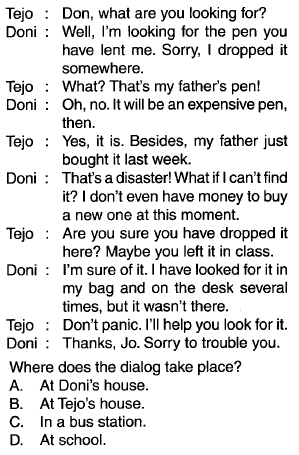 Tejo : Don, what are you looking for?
Doni : Well, I'm looking for the pen you
have lent me. Sorry, I dropped it
somewhere.
Tejo : What? That's my father's pen!
Doni : Oh, no. It will be an expensive pen,
then.
Tejo : Yes, it is. Besides, my father just
bought it last week.
Doni : That's a disaster! What if I can't find
it? I don't even have money to buy
a new one at this moment.
Tejo : Are you sure you have dropped it
here? Maybe you left it in class.
Doni : I'm sure of it. I have looked for it in
my bag and on the desk several
times, but it wasn't there.
Tejo : Don't panic. I'll help you look for it.
Doni : Thanks, Jo. Sorry to trouble you.
Where does the dialog take place?
A. At Doni's house.
B. At Tejo's house.
C. In a bus station.
D. At school.